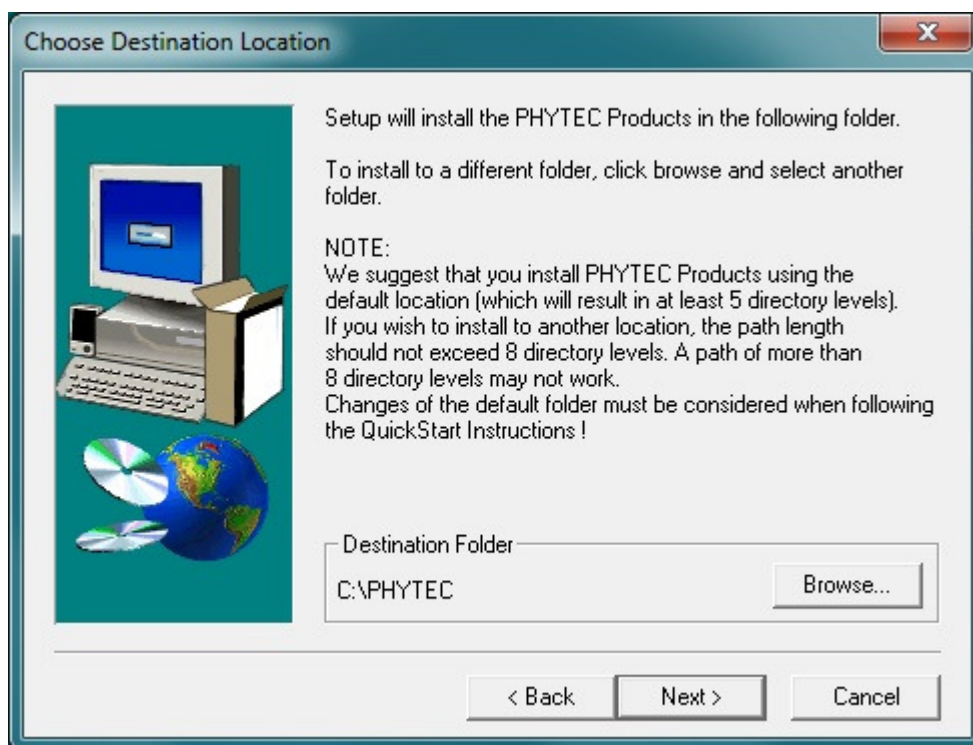 Choose Destination Location
Setup will install the PHYTEC Products in the following folder.
To install to a different folder, click browse and select another
folder.
NOTE:
We suggest that you install PHYTEC Products using the
default location (which will result in at least 5 directory levels).
If you wish to install to another location, the path length
should not exceed 8 directory levels. A path of more than
8 directory levels may not work.
Changes of the default folder must be considered when following
the QuickStart Instructions !
Destination Folder
C:\PHYTEC
Browse...
< Back
Next >
Cancel